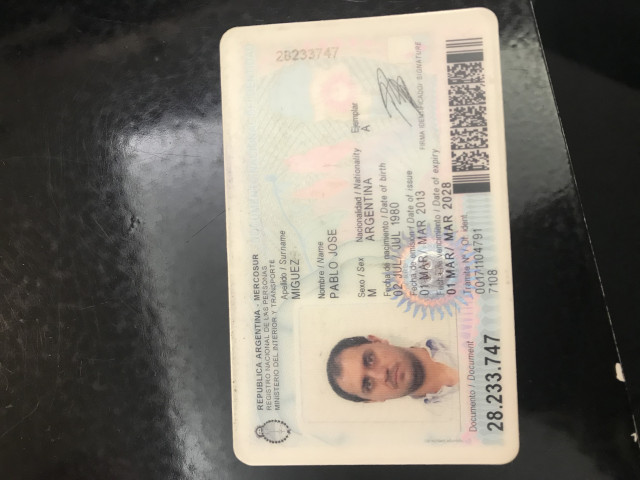 28233747
REPUBLICA ARGENTINA - MERCOSUR
REGISTRO NACIONAL DE LAS PERSONAS
MINISTERIO DEL INTERIOR Y TRANSPORTE
Apellido / Surname
MIGUEZ
Nombre / Name
PABLO JOSE
Sexo / Sex Nacionalidad / Nationality Ejemplar
M ARGENTINA A
Fecha de nacimiento / Date of birth
02 JUL/ JUL 1980
Fecha de emisión / Date of issue
01 MAR/ MAR 2013
Fecha de vencimiento / Date of expiry
01 MAR/ MAR 2028
FIRMA IDENTIFICADO/ SIGNATURE
Documento / Document
28.233.747
Trámite Nº / Of. ident.
00171104791
7108